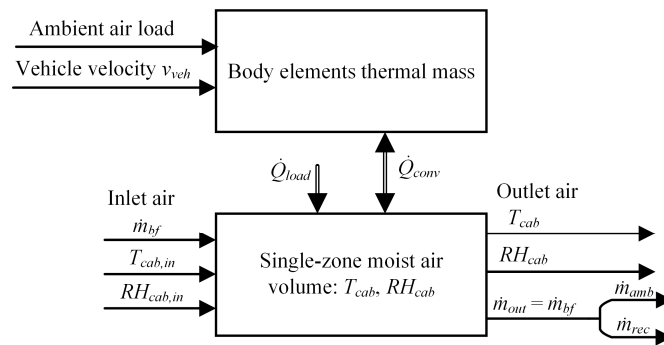 Ambient air load
Vehicle velocity v_veh
Body elements thermal mass
Q̇_load
Q̇_conv
Inlet air
ṁ_bf
T_cab,in
RH_cab,in
Single-zone moist air
volume: T_cab, RH_cab
Outlet air
T_cab
RH_cab
ṁ_out = ṁ_bf
ṁ_amb
ṁ_rec